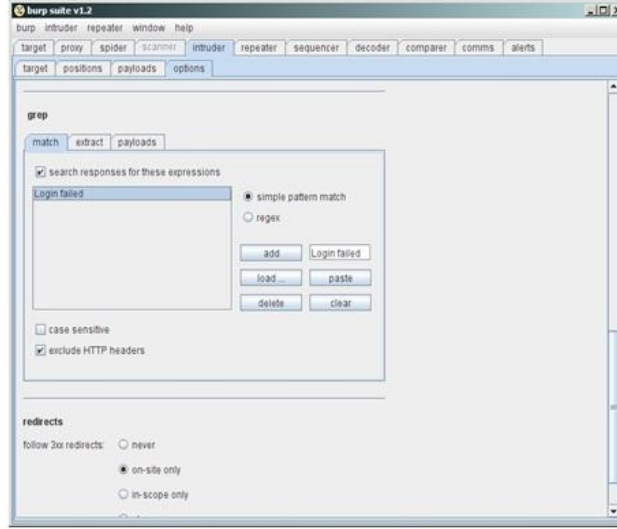 burp suite v1.2
burp intruder repeater window help
target proxy spider scanner intruder repeater sequencer decoder comparer comms alerts
target positions payloads options
grep
match extract payloads
search responses for these expressions
Login failed
simple pattern match
regex
add Login failed
load ... paste
delete clear
case sensitive
exclude HTTP headers
redirects
follow 3xx redirects: never
on-site only
in-scope only